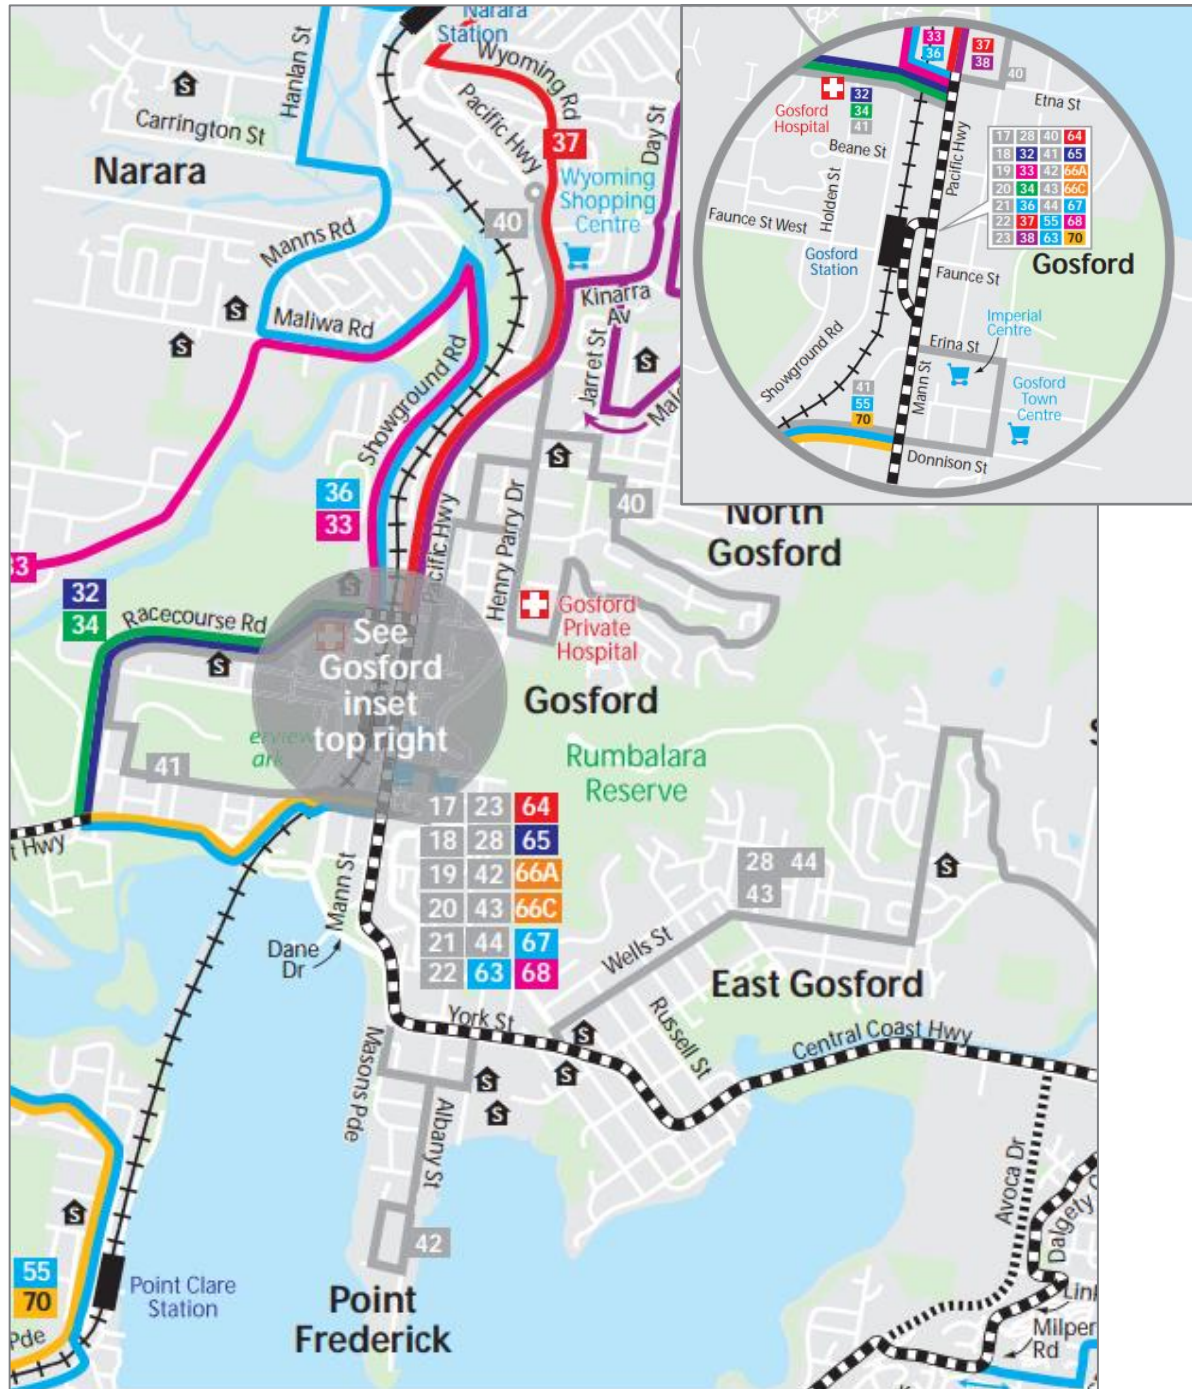 Narara
Station
Hanlan St
Wyoming Rd
Carrington St
Pacific Hwy
Day St
37
Narara
Wyoming
Shopping
Centre
40
Manns Rd
Kinarra
Av
Maliwa Rd
Jarret St
Showground Rd
36
33
40
Pacific Hwy
Henry Parry Dr
North
Gosford
33
32
34
Racecourse Rd
Gosford
Private
Hospital
See
Gosford
inset
top right
Gosford
41
Rumbalara
Reserve
17 23 64
18 28 65
19 42 66A
20 43 66C
21 44 67
22 63 68
28 44
43
Hwy
Mann St
Dane
Dr
Wells St
East Gosford
York St
Russell St
Central Coast Hwy
Masons Pde
Albany St
Avoca Dr
42
55
70
Point Clare
Station
Point
Frederick
Pde
Rd
33
36
37
38
40
Etna St
Gosford
Hospital
32
34
41
Beane St
Pacific Hwy
17 28 40 64
18 32 41 65
19 33 42 66A
20 34 43 66C
21 36 44 67
22 37 55 68
23 38 63 70
Holden St
Faunce St West
Gosford
Station
Gosford
Faunce St
Imperial
Centre
Erina St
Showground Rd
Mann St
Gosford
Town
Centre
41
55
70
Donnison St